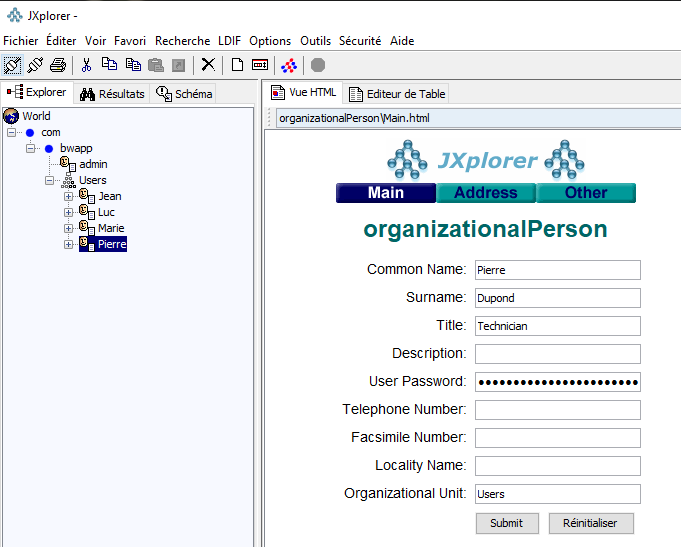 JXplorer -
Fichier Éditer Voir Favori Recherche LDIF Options Outils Sécurité Aide
Explorer Résultats Schéma
World
com
bwapp
admin
Users
Jean
Luc
Marie
Pierre
Vue HTML Editeur de Table
organizationalPerson\Main.html
JXplorer
Main Address Other
organizationalPerson
Common Name: Pierre
Surname: Dupond
Title: Technician
Description:
User Password: ●●●●●●●●●●●●●●●●●●●●●●●
Telephone Number:
Facsimile Number:
Locality Name:
Organizational Unit: Users
Submit Réinitialiser